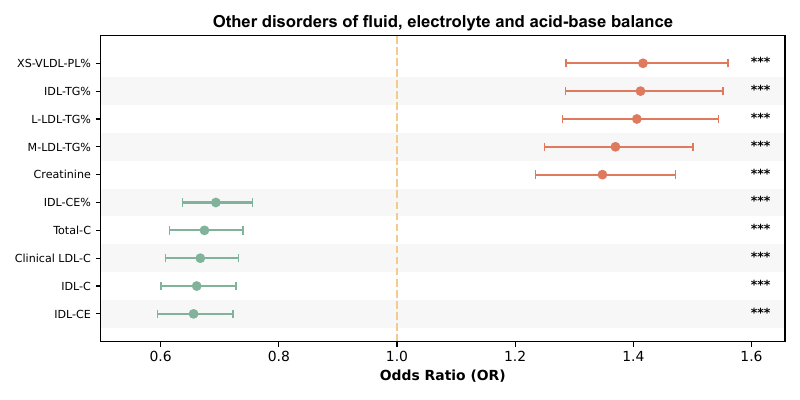 Other disorders of fluid, electrolyte and acid-base balance
XS-VLDL-PL% ***
IDL-TG% ***
L-LDL-TG% ***
M-LDL-TG% ***
Creatinine ***
IDL-CE% ***
Total-C ***
Clinical LDL-C ***
IDL-C ***
IDL-CE ***
0.6 0.8 1.0 1.2 1.4 1.6
Odds Ratio (OR)